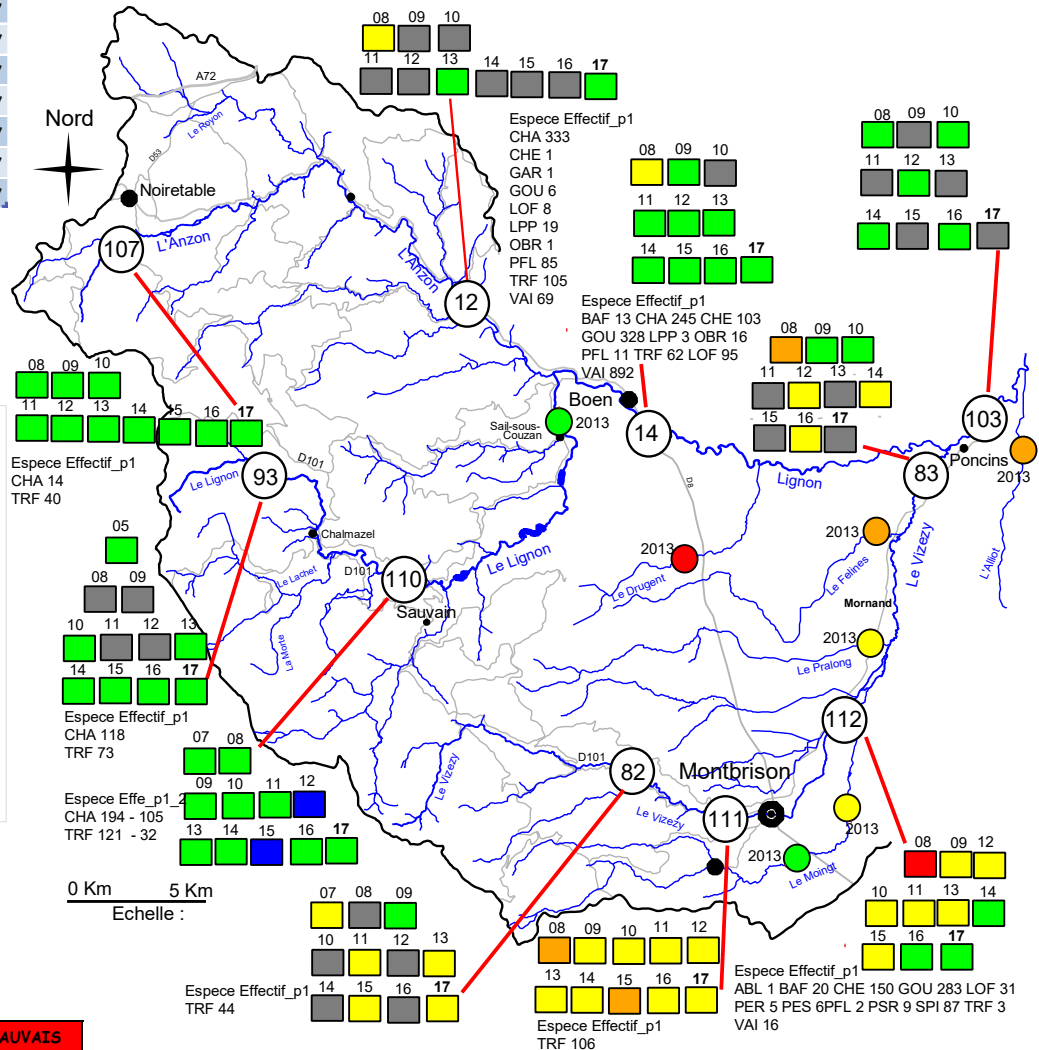 08 09 10
11 12 13 14 15 16 17
Espece Effectif_p1
CHA 333
CHE 1
GAR 1
GOU 6
LOF 8
LPP 19
OBR 1
PFL 85
TRF 105
VAI 69
Nord
A72
Le Royon
D53
Noiretable
107
L'Anzon
L'Anzon
12
08 09 10
11 12 13
14 15 16 17
Espece Effectif_p1
BAF 13 CHA 245 CHE 103
GOU 328 LPP 3 OBR 16
PFL 11 TRF 62 LOF 95
VAI 892
08 09 10
11 12 13
14 15 16 17
08 09 10
11 12 13 14
15 16 17
08 09 10
11 12 13 14 15 16 17
Espece Effectif_p1
CHA 14
TRF 40
Boen
14
Sail-sous-
Couzan
2013
103
Poncins
2013
83
Lignon
L'Alliot
D8
D101
Le Lignon
93
Chalmazel
Le Lachet
D101
110
Sauvain
La Morte
Le Lignon
2013
Le Drugent
2013
Le Felines
Le Vizezy
Mornand
2013
Le Pralong
05
08 09
10 11 12 13
14 15 16 17
Espece Effectif_p1
CHA 118
TRF 73
07 08
09 10 11 12
13 14 15 16 17
Espece Effe_p1_2
CHA 194 - 105
TRF 121 - 32
Le Vizezy
D101
82
Montbrison
112
Le Vizezy
111
2013
2013
Le Moingt
0 Km 5 Km
Echelle :
07 08 09
10 11 12 13
14 15 16 17
Espece Effectif_p1
TRF 44
08 09 10 11 12
13 14 15 16 17
Espece Effectif_p1
TRF 106
08 09 12
10 11 13 14
15 16 17
Espece Effectif_p1
ABL 1 BAF 20 CHE 150 GOU 283 LOF 31
PER 5 PES 6PFL 2 PSR 9 SPI 87 TRF 3
VAI 16
AUVAIS